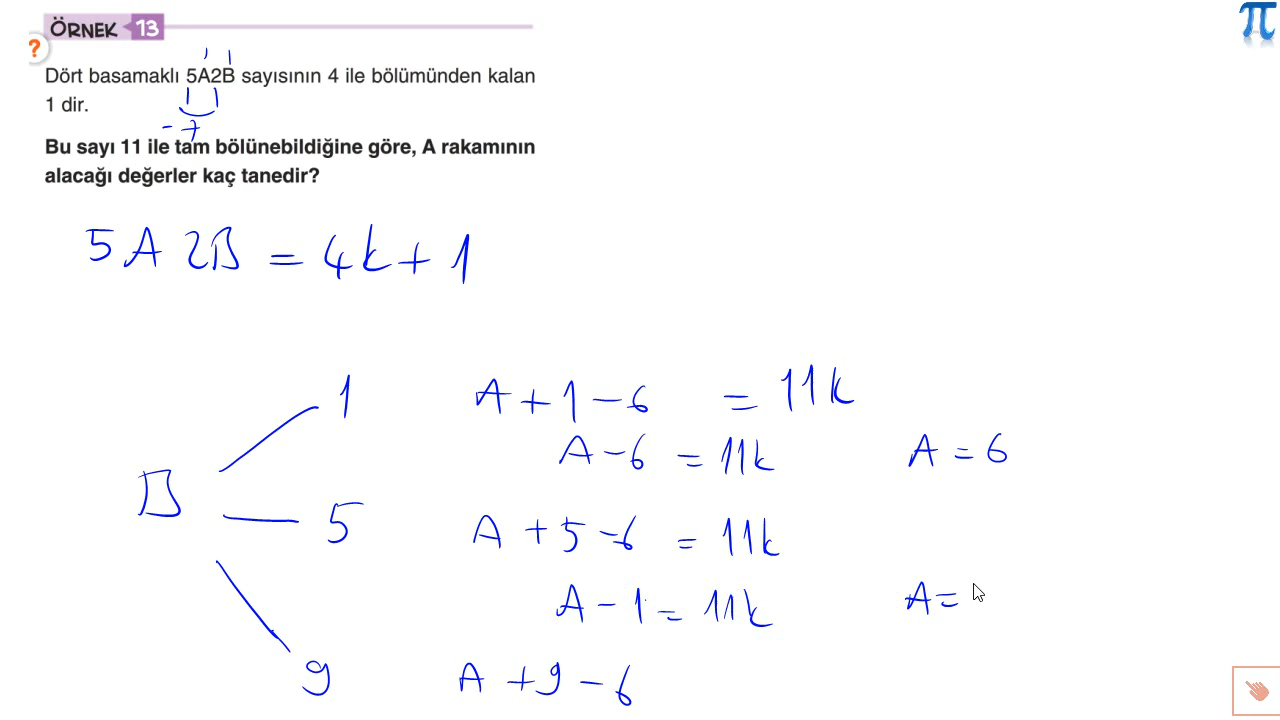 ÖRNEK 13
?
π
Dört basamaklı 5A2B sayısının 4 ile bölümünden kalan
1 dir.
- 7
Bu sayı 11 ile tam bölünebildiğine göre, A rakamının
alacağı değerler kaç tanedir?
5A2B = 4k+1
1 A+1-6 = 11k
A-6 = 11k A = 6
B
5 A+5-6 = 11k
A-1 = 11k A=
9 A+9-6